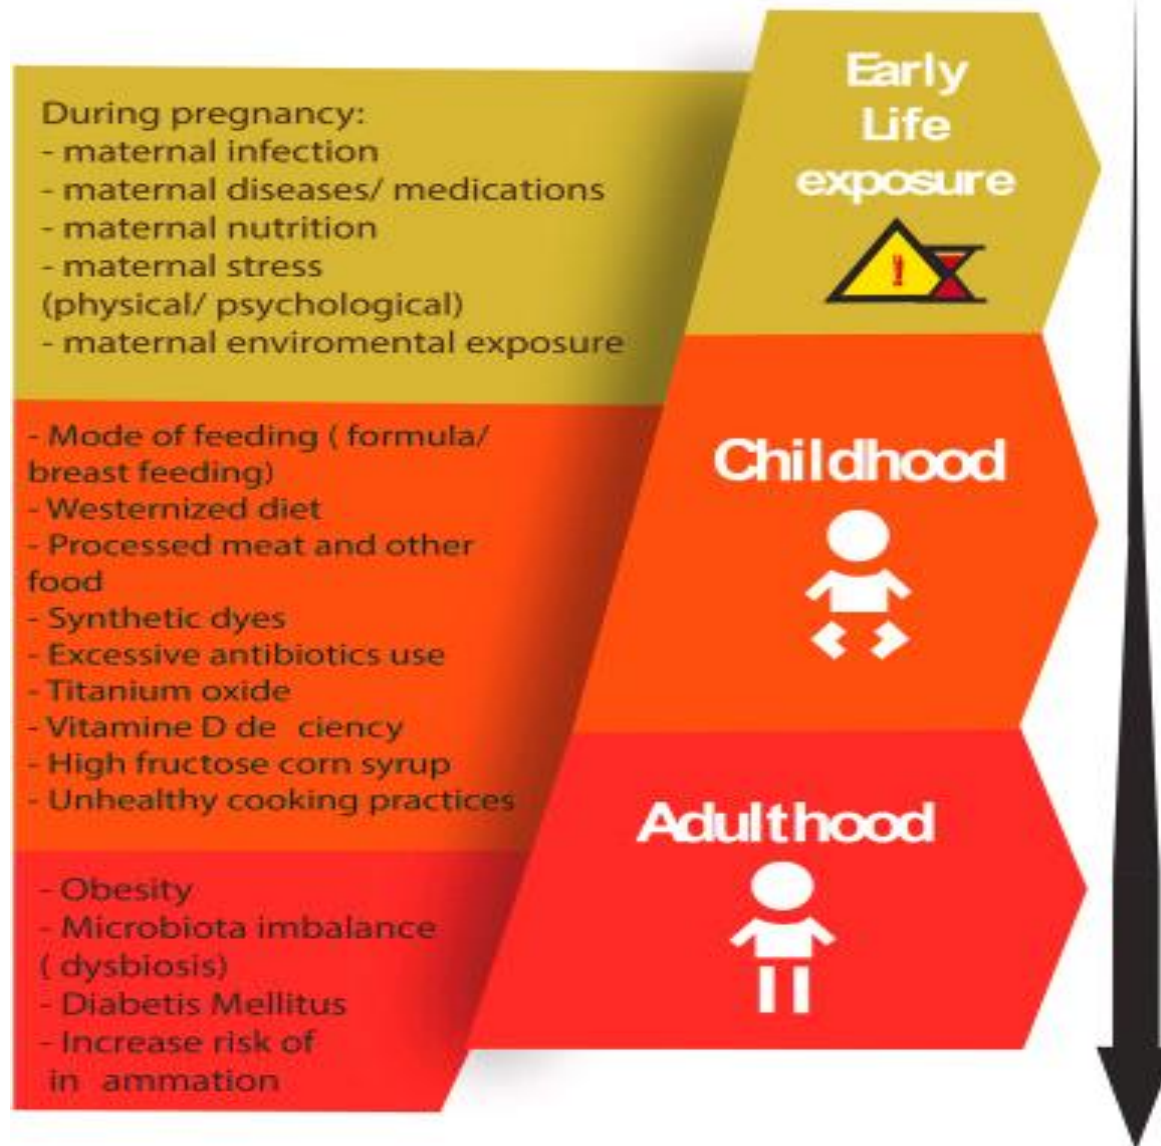 Early
Life
exposure
!
During pregnancy:
- maternal infection
- maternal diseases/ medications
- maternal nutrition
- maternal stress
(physical/ psychological)
- maternal enviromental exposure
Childhood
- Mode of feeding ( formula/
breast feeding)
- Westernized diet
- Processed meat and other
food
- Synthetic dyes
- Excessive antibiotics use
- Titanium oxide
- Vitamine D de ciency
- High fructose corn syrup
- Unhealthy cooking practices
Adulthood
- Obesity
- Microbiota imbalance
( dysbiosis)
- Diabetis Mellitus
- Increase risk of
in ammation